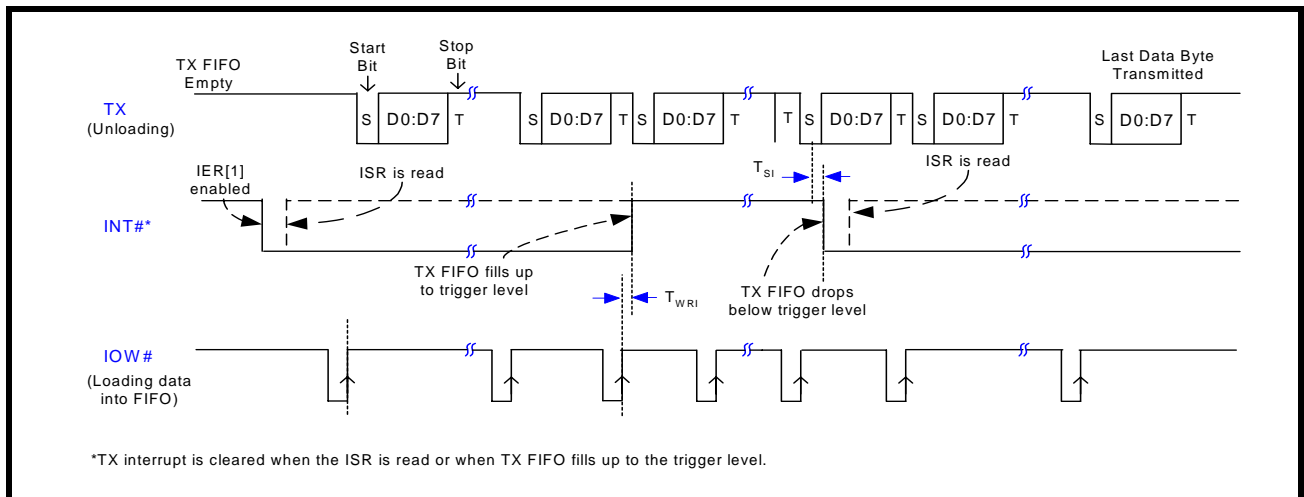 TX FIFO
Empty
Start
Bit
Stop
Bit
Last Data Byte
Transmitted
TX
(Unloading)
S D0:D7 T S D0:D7 T S D0:D7 T T S D0:D7 T S D0:D7 T S D0:D7 T
IER[1]
enabled
ISR is read
TSI
ISR is read
INT#*
TX FIFO fills up
to trigger level
TWRI
TX FIFO drops
below trigger level
IOW#
(Loading data
into FIFO)
*TX interrupt is cleared when the ISR is read or when TX FIFO fills up to the trigger level.